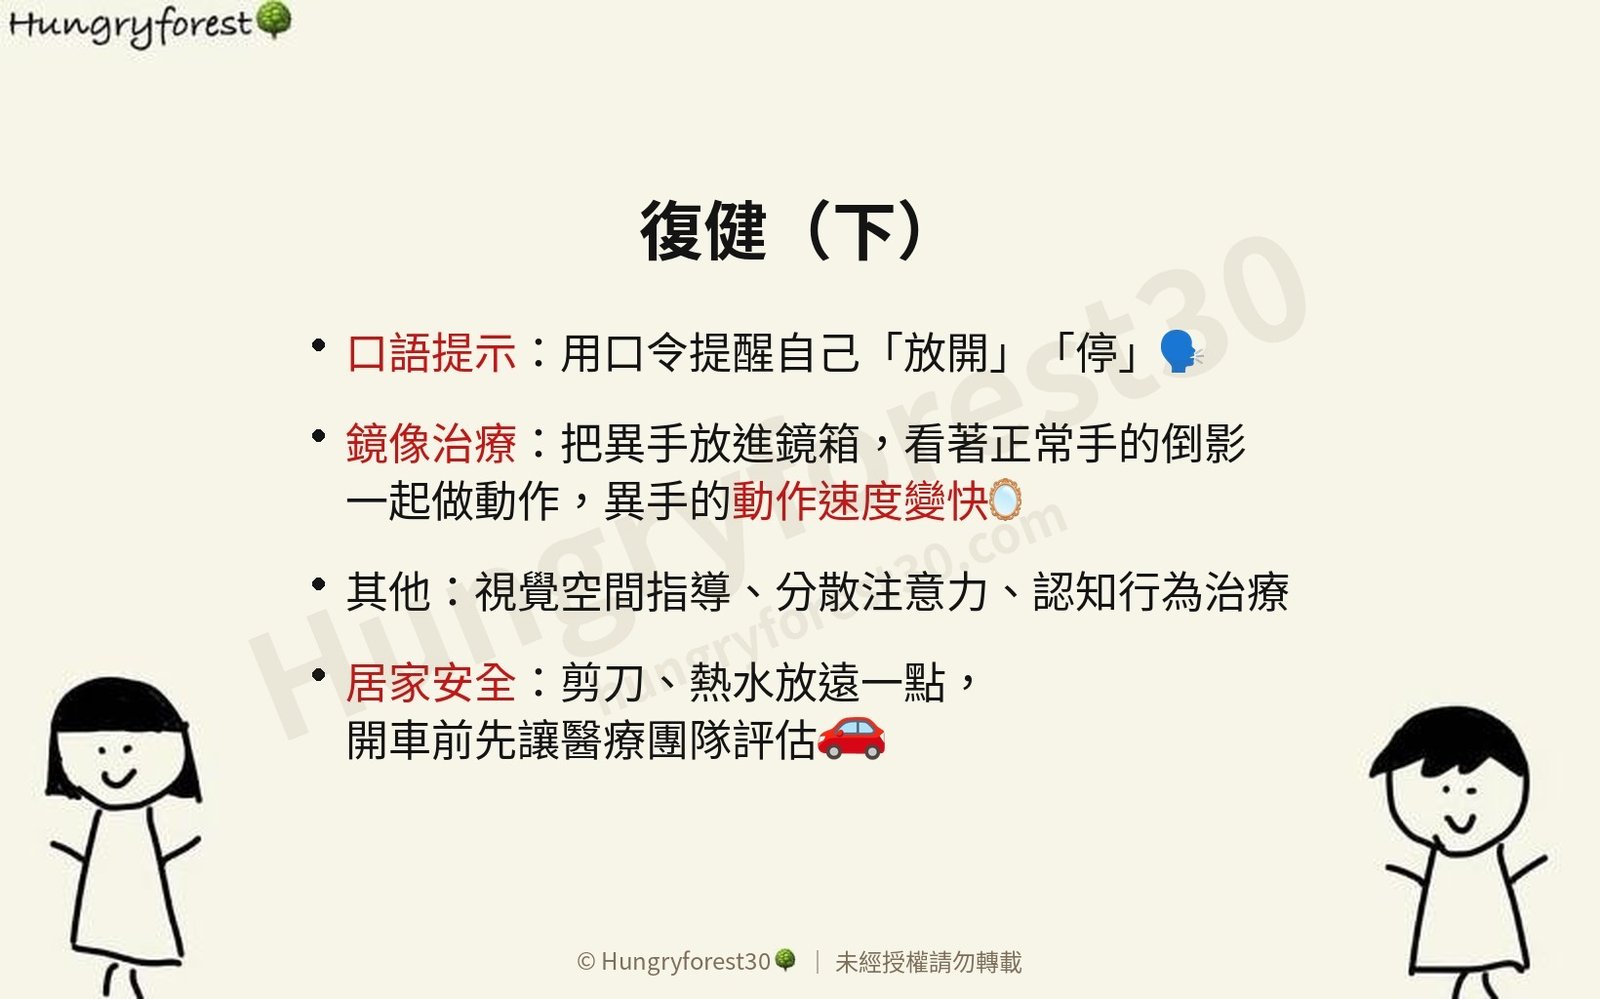 Hungryforest
復健（下）
• 口語提示：用口令提醒自己「放開」「停」
• 鏡像治療：把異手放進鏡箱，看著正常手的倒影
一起做動作，異手的動作速度變快
• 其他：視覺空間指導、分散注意力、認知行為治療
• 居家安全：剪刀、熱水放遠一點，
開車前先讓醫療團隊評估
Hungryforest30
hungryforest30.com
© Hungryforest30 ｜ 未經授權請勿轉載